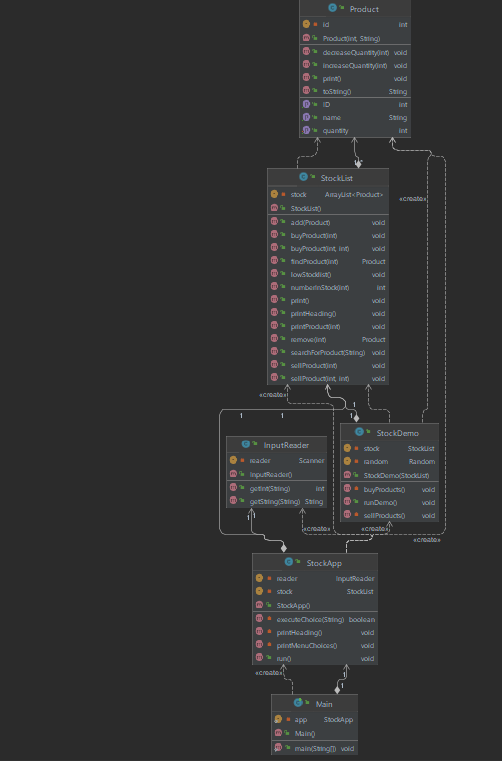 Product
id int
Product(int, String)
decreaseQuantity(int) void
increaseQuantity(int) void
print() void
toString() String
ID int
name String
quantity int
1
StockList
stock ArrayList<Product>
StockList()
add(Product) void
buyProduct(int) void
buyProduct(int, int) void
findProduct(int) Product
lowStocklist() void
numberInStock(int) int
print() void
printHeading() void
printProduct(int) void
remove(int) Product
searchForProduct(String) void
sellProduct(int) void
sellProduct(int, int) void
«create»
«create»
1
1
1
1
StockDemo
stock StockList
random Random
StockDemo(StockList)
buyProducts() void
runDemo() void
sellProducts() void
InputReader
reader Scanner
InputReader()
getInt(String) int
getString(String) String
1
«create»
«create»
«create»
StockApp
reader InputReader
stock StockList
StockApp()
executeChoice(String) boolean
printHeading() void
printMenuChoices() void
run() void
«create»
1
1
Main
app StockApp
Main()
main(String[]) void